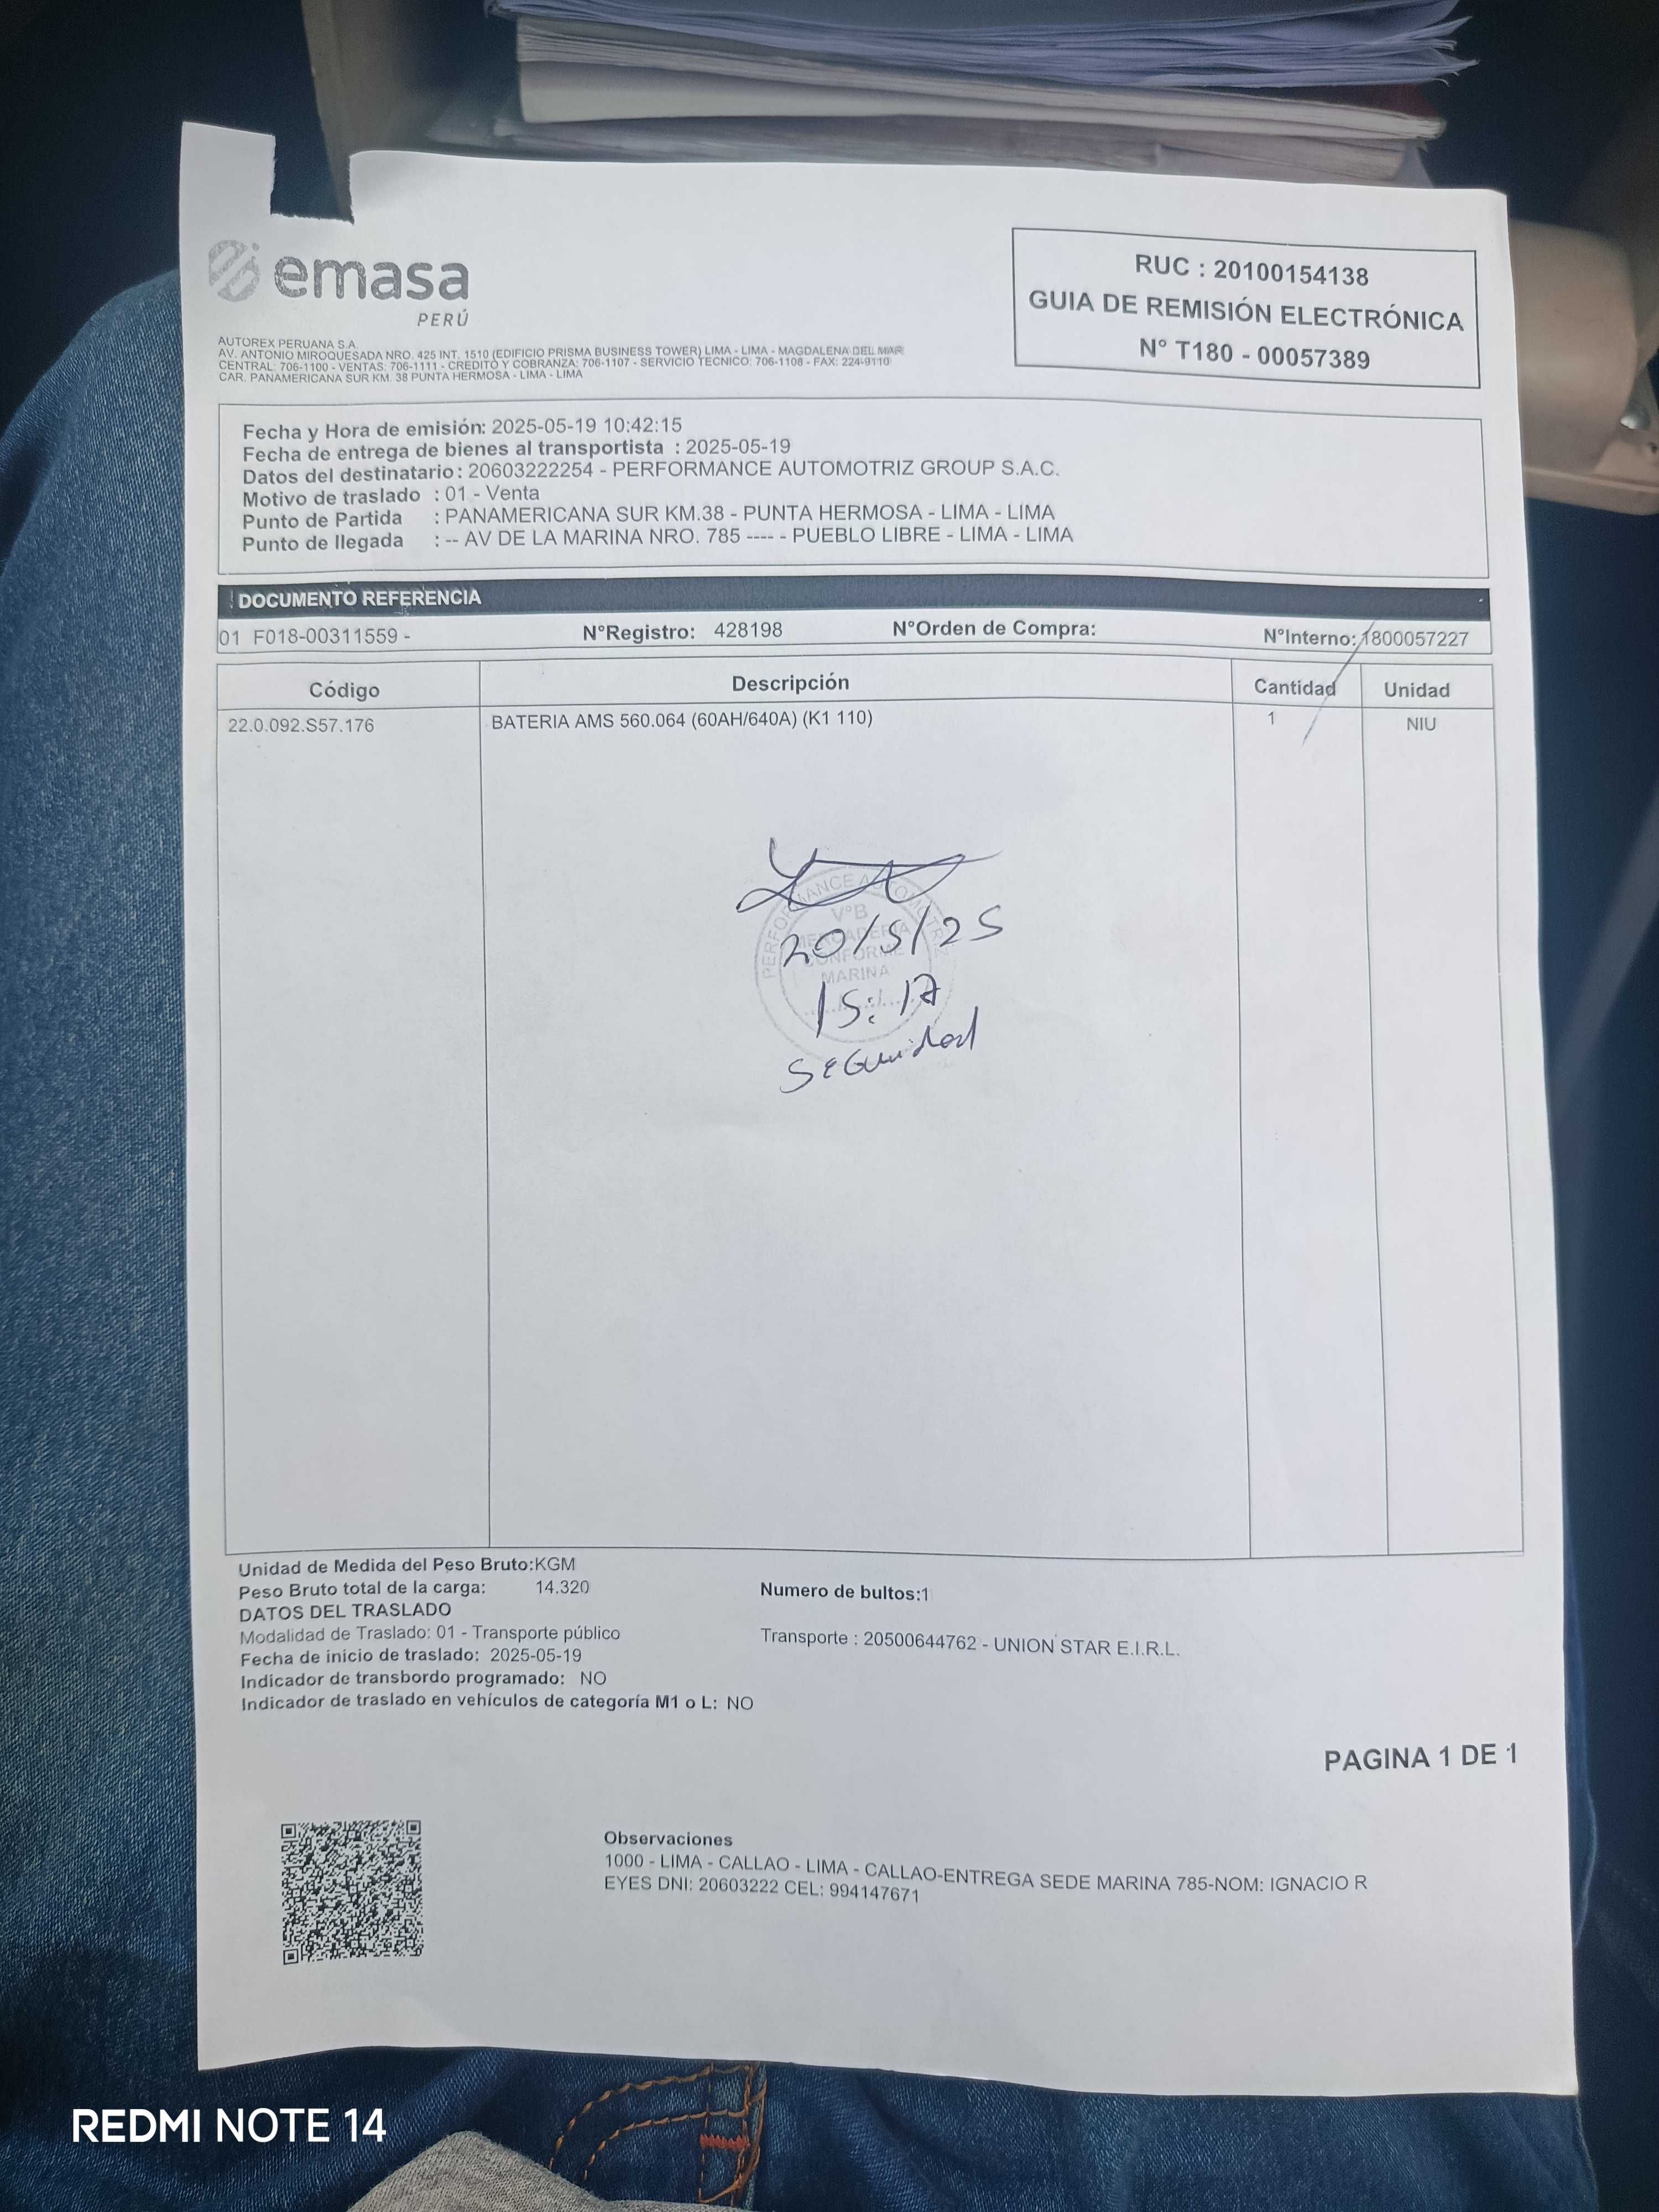 emasa
PERÚ
RUC : 20100154138
GUIA DE REMISIÓN ELECTRÓNICA
N° T180 - 00057389
AUTOREX PERUANA S.A.
AV. ANTONIO MIROQUESADA NRO. 425 INT. 1510 (EDIFICIO PRISMA BUSINESS TOWER) LIMA - LIMA - MAGDALENA DEL MAR
CENTRAL: 706-1100 - VENTAS: 706-1111 - CREDITO Y COBRANZA: 706-1107 - SERVICIO TECNICO: 706-1108 - FAX: 224-9110
CAR. PANAMERICANA SUR KM. 38 PUNTA HERMOSA - LIMA - LIMA
Fecha y Hora de emisión: 2025-05-19 10:42:15
Fecha de entrega de bienes al transportista : 2025-05-19
Datos del destinatario : 20603222254 - PERFORMANCE AUTOMOTRIZ GROUP S.A.C.
Motivo de traslado : 01 - Venta
Punto de Partida : PANAMERICANA SUR KM.38 - PUNTA HERMOSA - LIMA - LIMA
Punto de llegada : -- AV DE LA MARINA NRO. 785 ---- - PUEBLO LIBRE - LIMA - LIMA
DOCUMENTO REFERENCIA
01 F018-00311559 - N°Registro: 428198 N°Orden de Compra: N°Interno: 1800057227
Código Descripción Cantidad Unidad
22.0.092.S57.176 BATERIA AMS 560.064 (60AH/640A) (K1 110) 1 NIU
PERFORMANCE AUTOMOTR
V°B
MERCADERIA
CONFORME
MARINA
20/5/25
15:17
SEGuridad
Unidad de Medida del Peso Bruto:KGM
Peso Bruto total de la carga: 14.320 Numero de bultos:1
DATOS DEL TRASLADO
Modalidad de Traslado: 01 - Transporte público Transporte : 20500644762 - UNION STAR E.I.R.L.
Fecha de inicio de traslado: 2025-05-19
Indicador de transbordo programado: NO
Indicador de traslado en vehículos de categoría M1 o L: NO
PAGINA 1 DE 1
Observaciones
1000 - LIMA - CALLAO - LIMA - CALLAO-ENTREGA SEDE MARINA 785-NOM: IGNACIO R
EYES DNI: 20603222 CEL: 994147671
REDMI NOTE 14